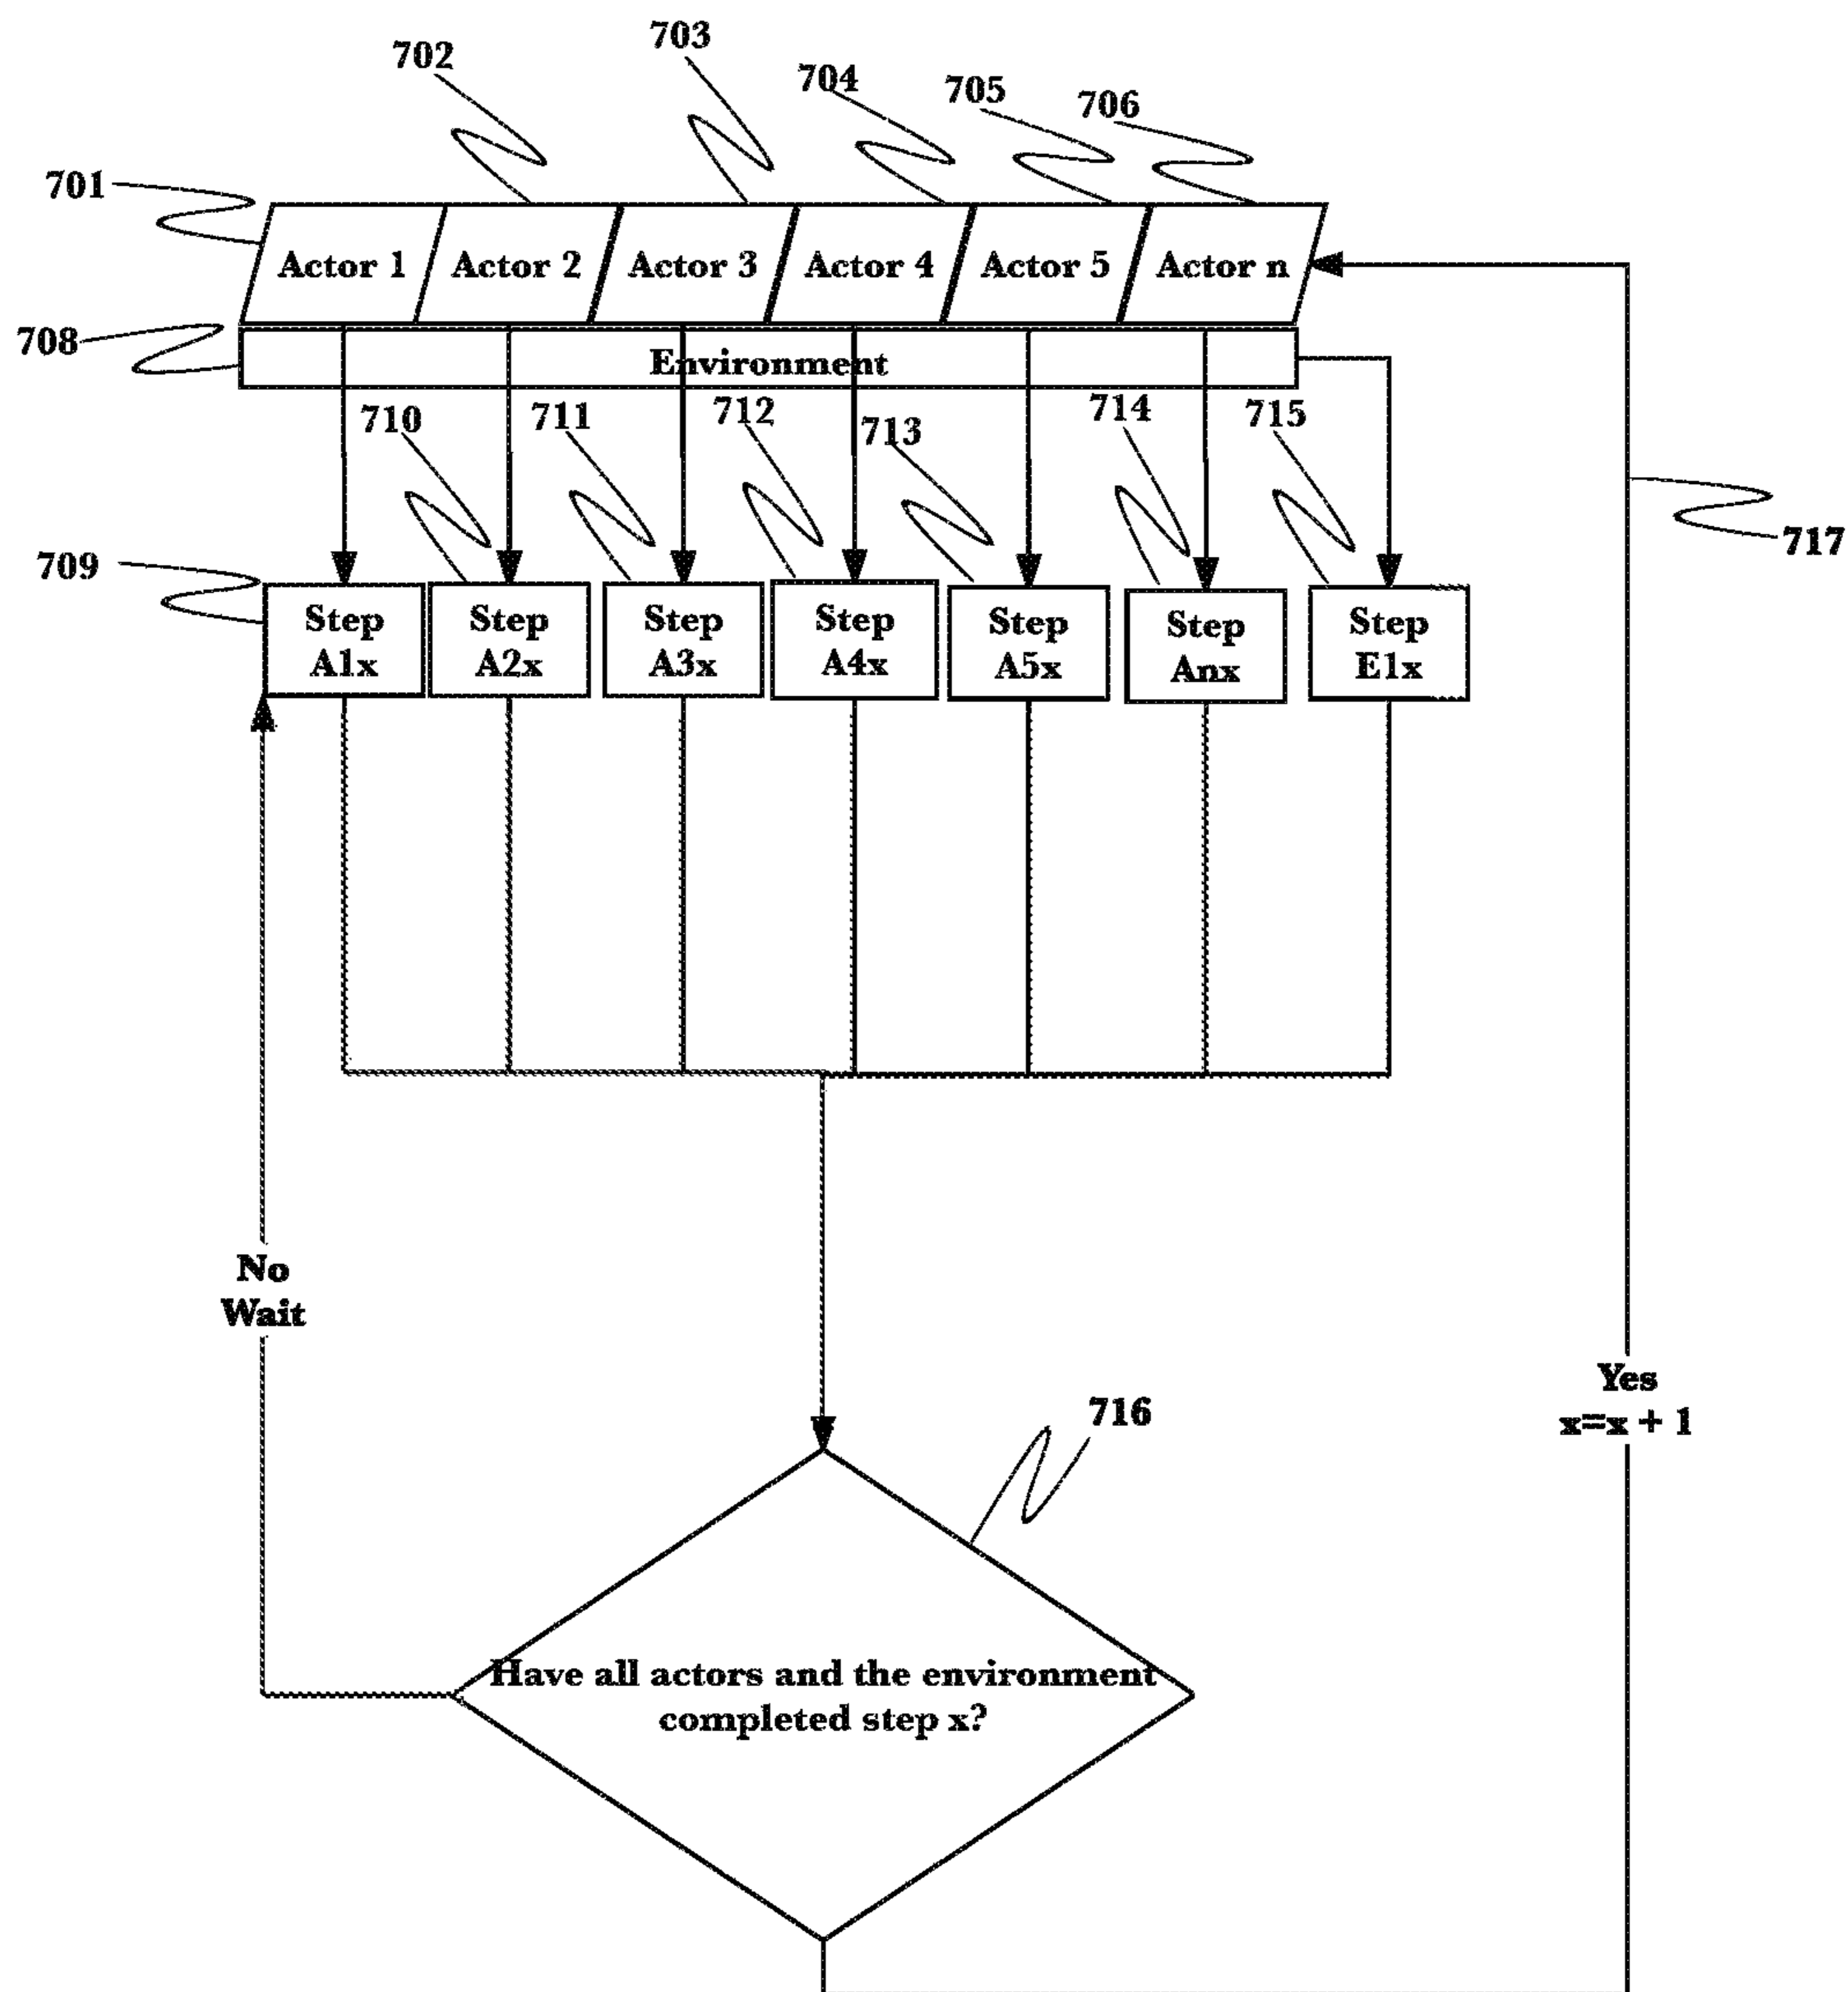 703
702
704
705
706
701
Actor 1
Actor 2
Actor 3
Actor 4
Actor 5
Actor n
708
Environment
710
711
712
713
714
715
717
709
Step
A1x
Step
A2x
Step
A3x
Step
A4x
Step
A5x
Step
Anx
Step
E1x
No
Wait
Yes
x=x + 1
716
Have all actors and the environment
completed step x?